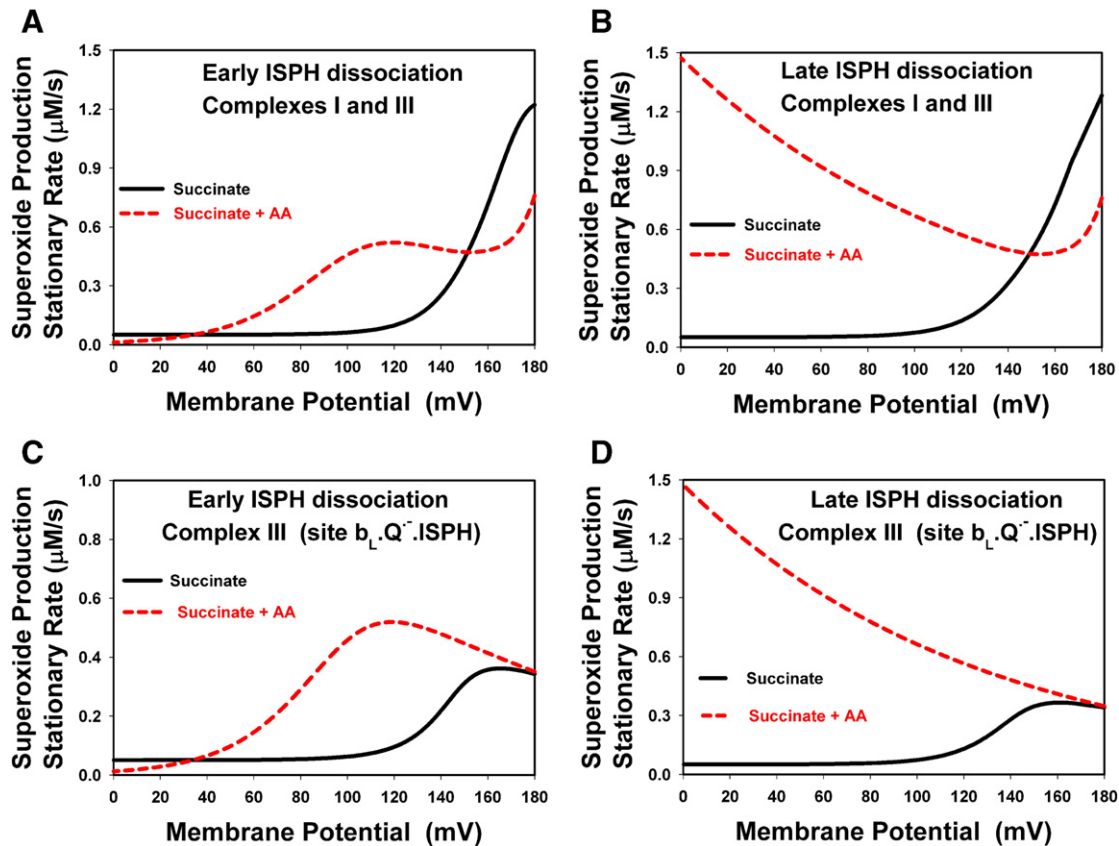 A
Early ISPH dissociation
Complexes I and III
Succinate
Succinate + AA
Superoxide Production
Stationary Rate (μM/s)
1.5
1.2
0.9
0.6
0.3
0.0
0 20 40 60 80 100 120 140 160 180
Membrane Potential (mV)
B
Late ISPH dissociation
Complexes I and III
Succinate
Succinate + AA
Superoxide Production
Stationary Rate (μM/s)
1.5
1.2
0.9
0.6
0.3
0.0
0 20 40 60 80 100 120 140 160 180
Membrane Potential (mV)
C
Early ISPH dissociation
Complex III (site b_L.Q·⁻.ISPH)
Succinate
Succinate + AA
Superoxide Production
Stationary Rate (μM/s)
1.0
0.8
0.6
0.4
0.2
0.0
0 20 40 60 80 100 120 140 160 180
Membrane Potential (mV)
D
Late ISPH dissociation
Complex III (site b_L.Q·⁻.ISPH)
Succinate
Succinate + AA
Superoxide Production
Stationary Rate (μM/s)
1.5
1.2
0.9
0.6
0.3
0.0
0 20 40 60 80 100 120 140 160 180
Membrane Potential (mV)